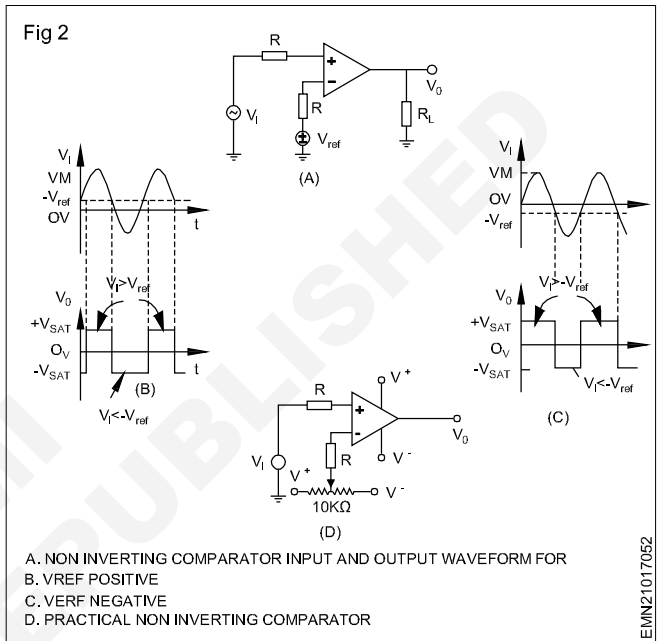 Fig 2
R
+
−
V0
R
RL
VI
Vref
(A)
VI
VM
-Vref
OV
t
V0
VI>Vref
+VSAT
OV
-VSAT
t
(B)
VI<-Vref
VI
VM
OV
-Vref
VI>-Vref
V0
+VSAT
OV
-VSAT
VI<-Vref
(C)
V+
R
+
−
V0
R
V-
VI
V+
V-
10KΩ
(D)
A. NON INVERTING COMPARATOR INPUT AND OUTPUT WAVEFORM FOR
B. VREF POSITIVE
C. VERF NEGATIVE
D. PRACTICAL NON INVERTING COMPARATOR
EMN21017052